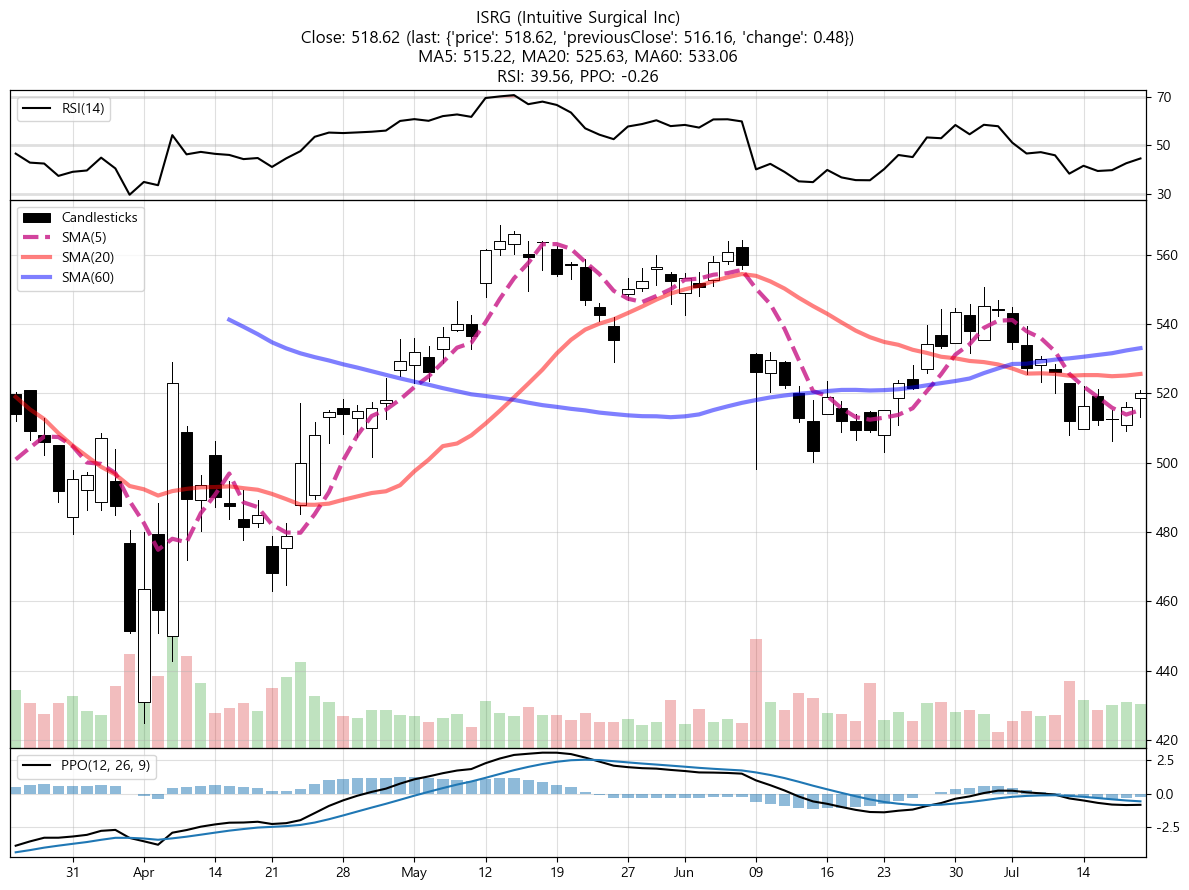 ISRG (Intuitive Surgical Inc)
Close: 518.62 (last: {'price': 518.62, 'previousClose': 516.16, 'change': 0.48})
MA5: 515.22, MA20: 525.63, MA60: 533.06
RSI: 39.56, PPO: -0.26
RSI(14)
70
50
30
Candlesticks
SMA(5)
SMA(20)
SMA(60)
560
540
520
500
480
460
440
420
PPO(12, 26, 9)
2.5
0.0
−2.5
31 Apr 14 21 28 May 12 19 27 Jun 09 16 23 30 Jul 14